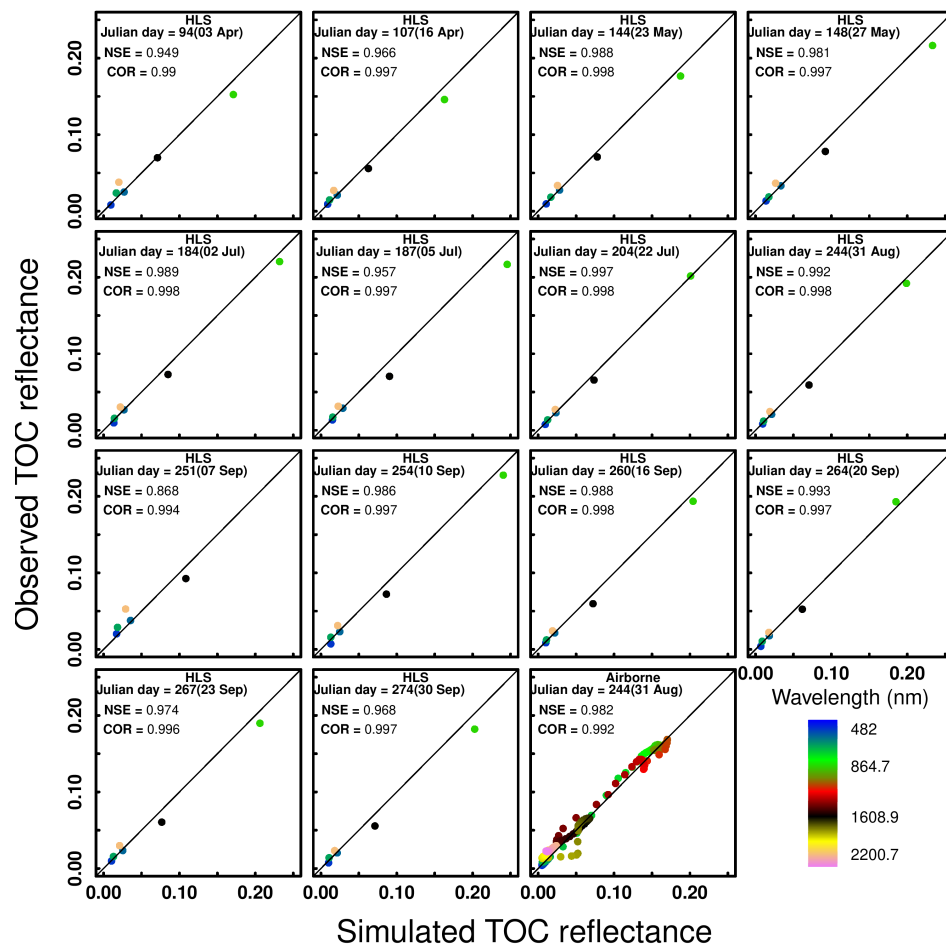 HLS
Julian day = 94(03 Apr)
NSE = 0.949
COR = 0.99
HLS
Julian day = 107(16 Apr)
NSE = 0.966
COR = 0.997
HLS
Julian day = 144(23 May)
NSE = 0.988
COR = 0.998
HLS
Julian day = 148(27 May)
NSE = 0.981
COR = 0.997
0.20
0.10
0.00
HLS
Julian day = 184(02 Jul)
NSE = 0.989
COR = 0.998
HLS
Julian day = 187(05 Jul)
NSE = 0.957
COR = 0.997
HLS
Julian day = 204(22 Jul)
NSE = 0.997
COR = 0.998
HLS
Julian day = 244(31 Aug)
NSE = 0.992
COR = 0.998
0.20
0.10
0.00
Observed TOC reflectance
HLS
Julian day = 251(07 Sep)
NSE = 0.868
COR = 0.994
HLS
Julian day = 254(10 Sep)
NSE = 0.986
COR = 0.997
HLS
Julian day = 260(16 Sep)
NSE = 0.988
COR = 0.998
HLS
Julian day = 264(20 Sep)
NSE = 0.993
COR = 0.997
0.20
0.10
0.00
0.00 0.10 0.20
HLS
Julian day = 267(23 Sep)
NSE = 0.974
COR = 0.996
HLS
Julian day = 274(30 Sep)
NSE = 0.968
COR = 0.997
Airborne
Julian day = 244(31 Aug)
NSE = 0.982
COR = 0.992
0.20
0.10
0.00
0.00 0.10 0.20
0.00 0.10 0.20
0.00 0.10 0.20
Wavelength (nm)
482
864.7
1608.9
2200.7
Simulated TOC reflectance